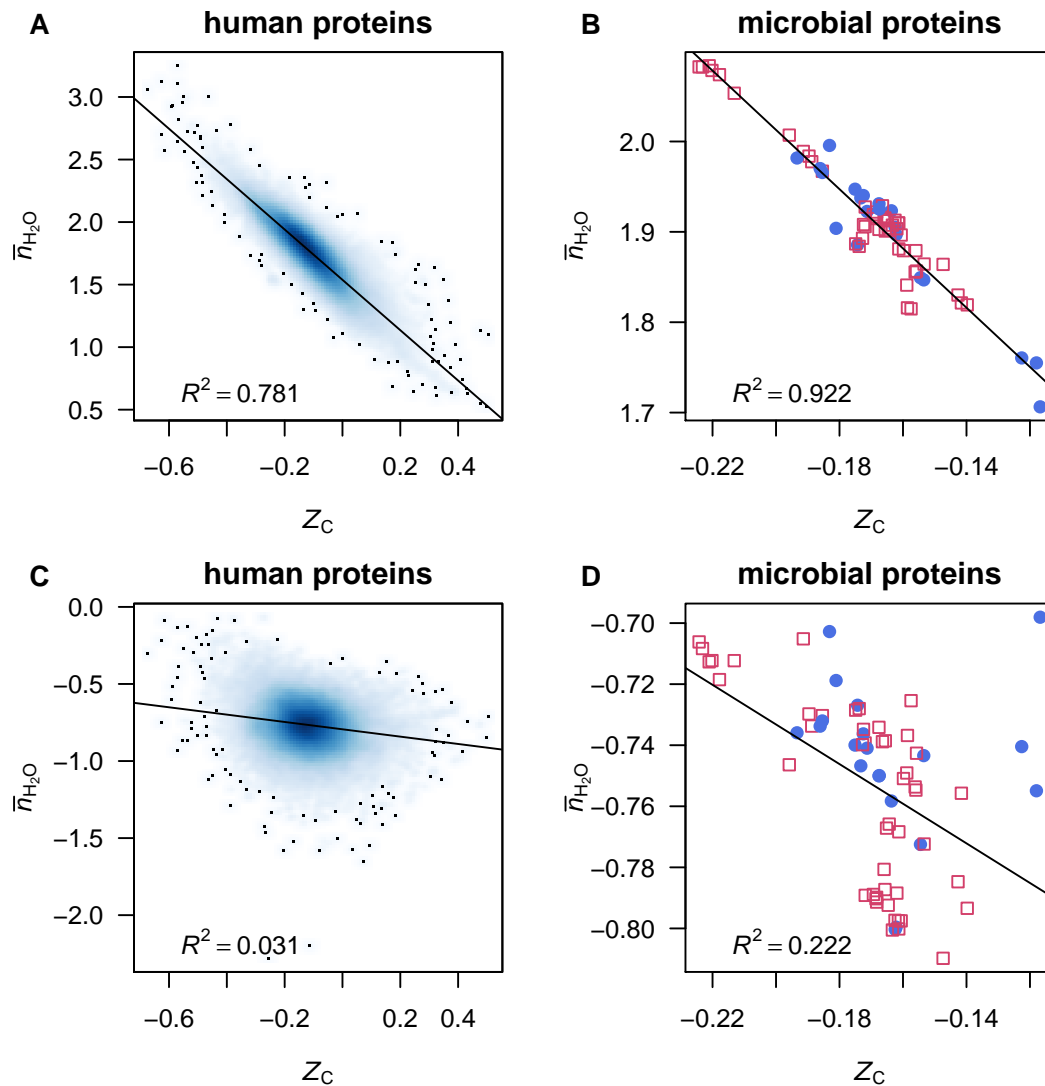 A human proteins
3.0
2.5
2.0
1.5
1.0
0.5
n̅H₂O
R² = 0.781
−0.6 −0.2 0.2 0.4
ZC
B microbial proteins
2.0
1.9
1.8
1.7
n̅H₂O
R² = 0.922
−0.22 −0.18 −0.14
ZC
C human proteins
0.0
−0.5
−1.0
−1.5
−2.0
n̅H₂O
R² = 0.031
−0.6 −0.2 0.2 0.4
ZC
D microbial proteins
−0.70
−0.72
−0.74
−0.76
−0.78
−0.80
n̅H₂O
R² = 0.222
−0.22 −0.18 −0.14
ZC